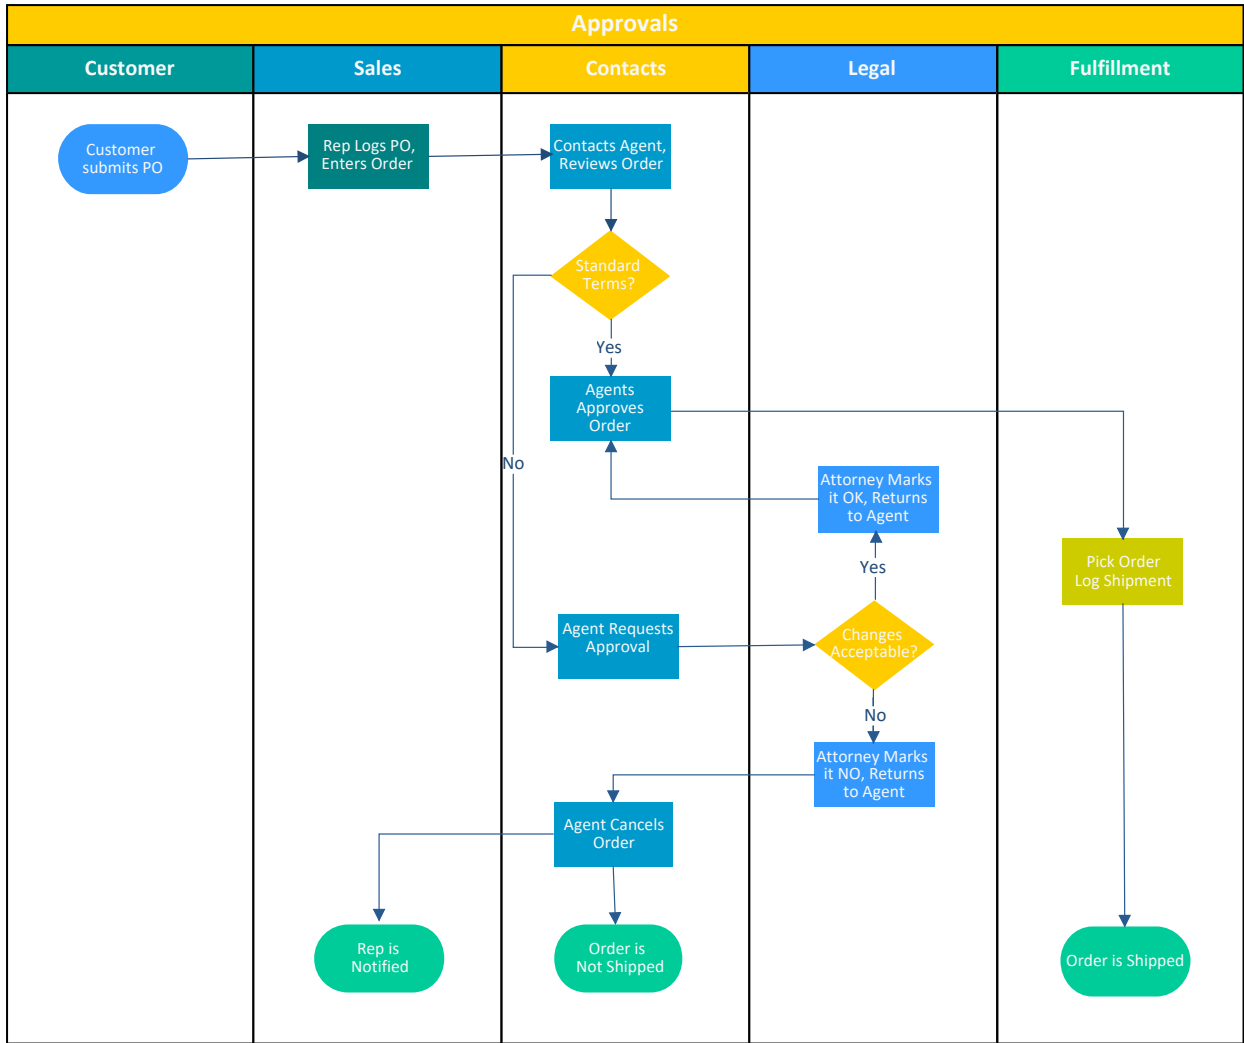 Approvals
Customer
Sales
Contacts
Legal
Fulfillment
Customer
submits PO
Rep Logs PO,
Enters Order
Contacts Agent,
Reviews Order
Standard
Terms?
Yes
Agents
Approves
Order
No
Attorney Marks
it OK, Returns
to Agent
Yes
Pick Order
Log Shipment
Agent Requests
Approval
Changes
Acceptable?
No
Attorney Marks
it NO, Returns
to Agent
Agent Cancels
Order
Rep is
Notified
Order is
Not Shipped
Order is Shipped